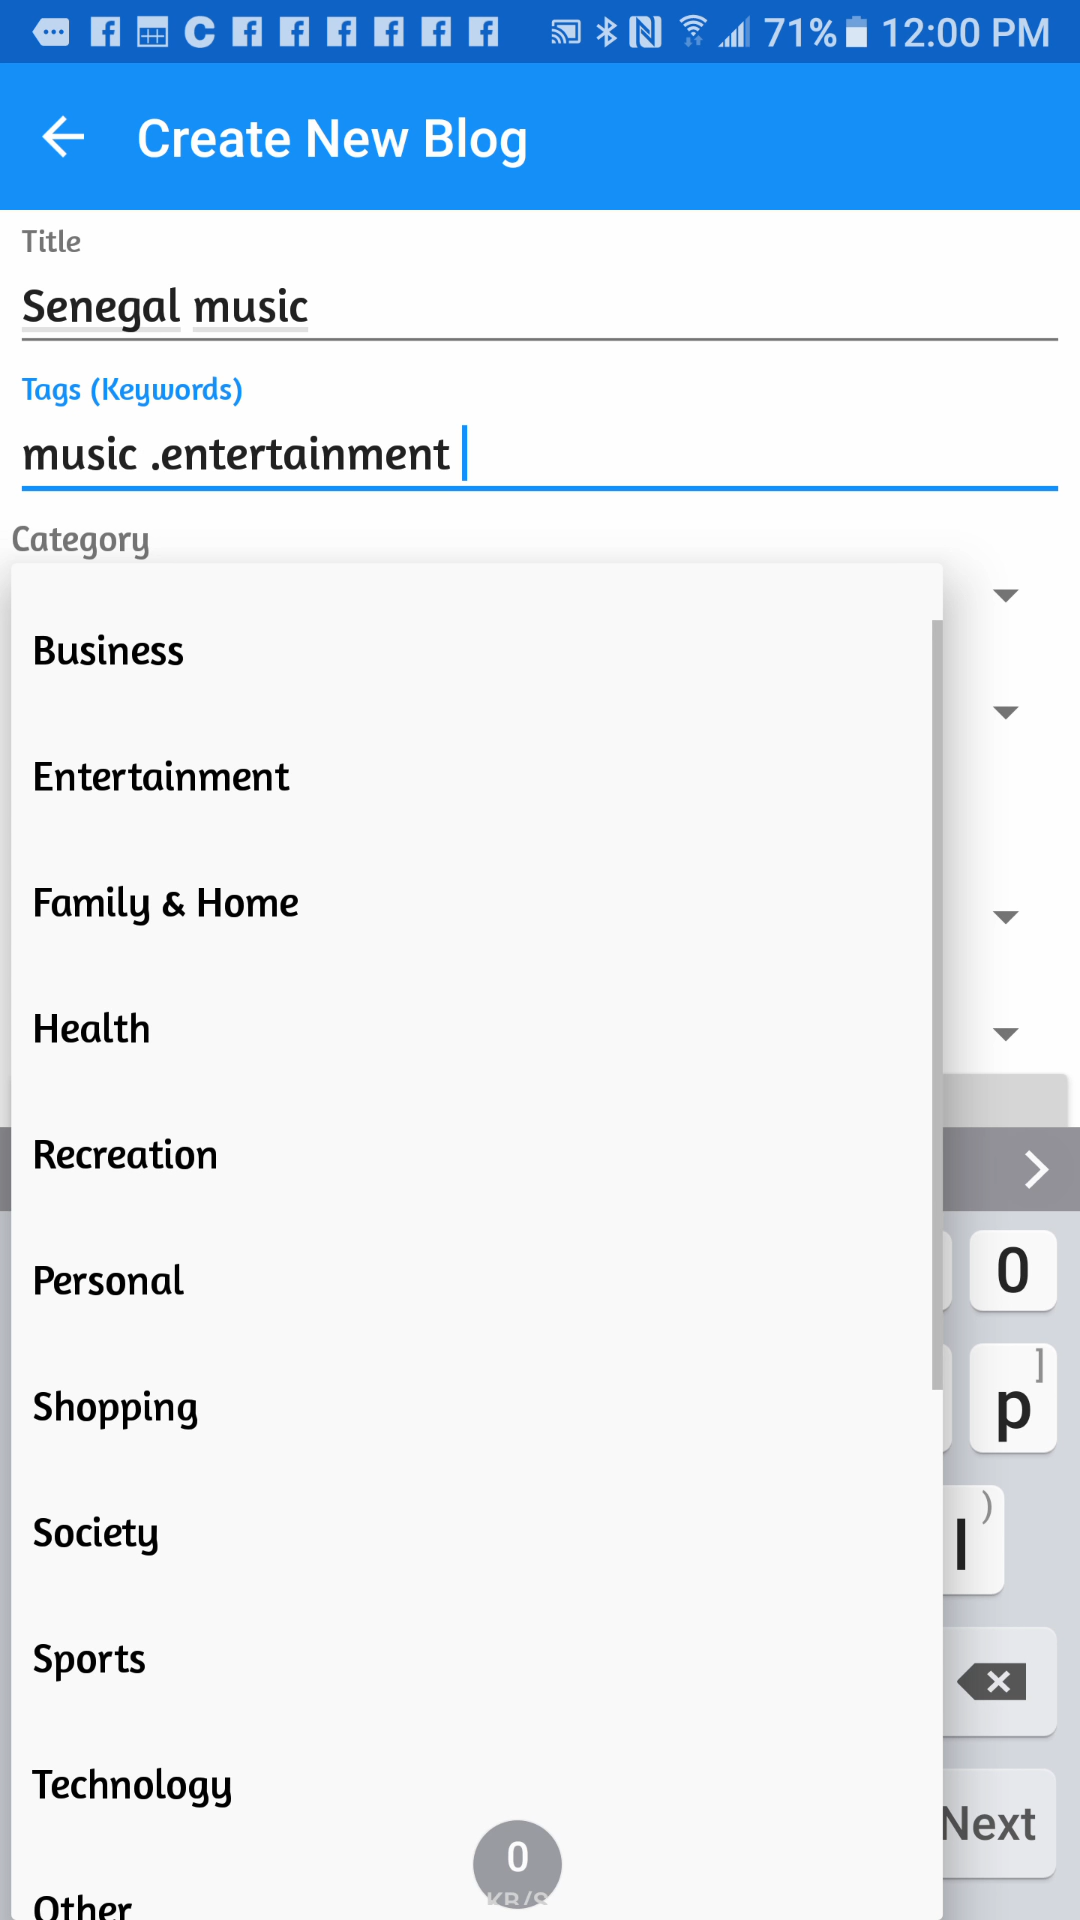 71% 12:00 PM
Create New Blog
Title
Senegal music
Tags (Keywords)
music .entertainment
Category
Business
Entertainment
Family & Home
Health
Recreation
Personal
Shopping
Society
Sports
Technology
Other
0
]
p
)
l
Next
0
KB/S